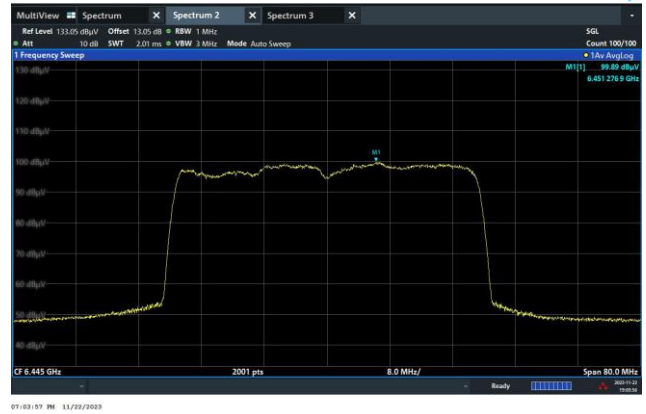 MultiView Spectrum X Spectrum 2 X Spectrum 3 X
Ref Level 133.05 dBµV Offset 13.05 dB RBW 1 MHz SGL
Att 10 dB SWT 2.01 ms VBW 3 MHz Mode Auto Sweep Count 100/100
1 Frequency Sweep 1Av AvgLog
M1[1] 99.89 dBµV
6.451 276 9 GHz
130 dBµV
120 dBµV
110 dBµV
M1
100 dBµV
90 dBµV
80 dBµV
70 dBµV
60 dBµV
50 dBµV
40 dBµV
CF 6.445 GHz 2001 pts 8.0 MHz/ Span 80.0 MHz
Ready 2023-11-22
07:03:57 PM 11/22/2023